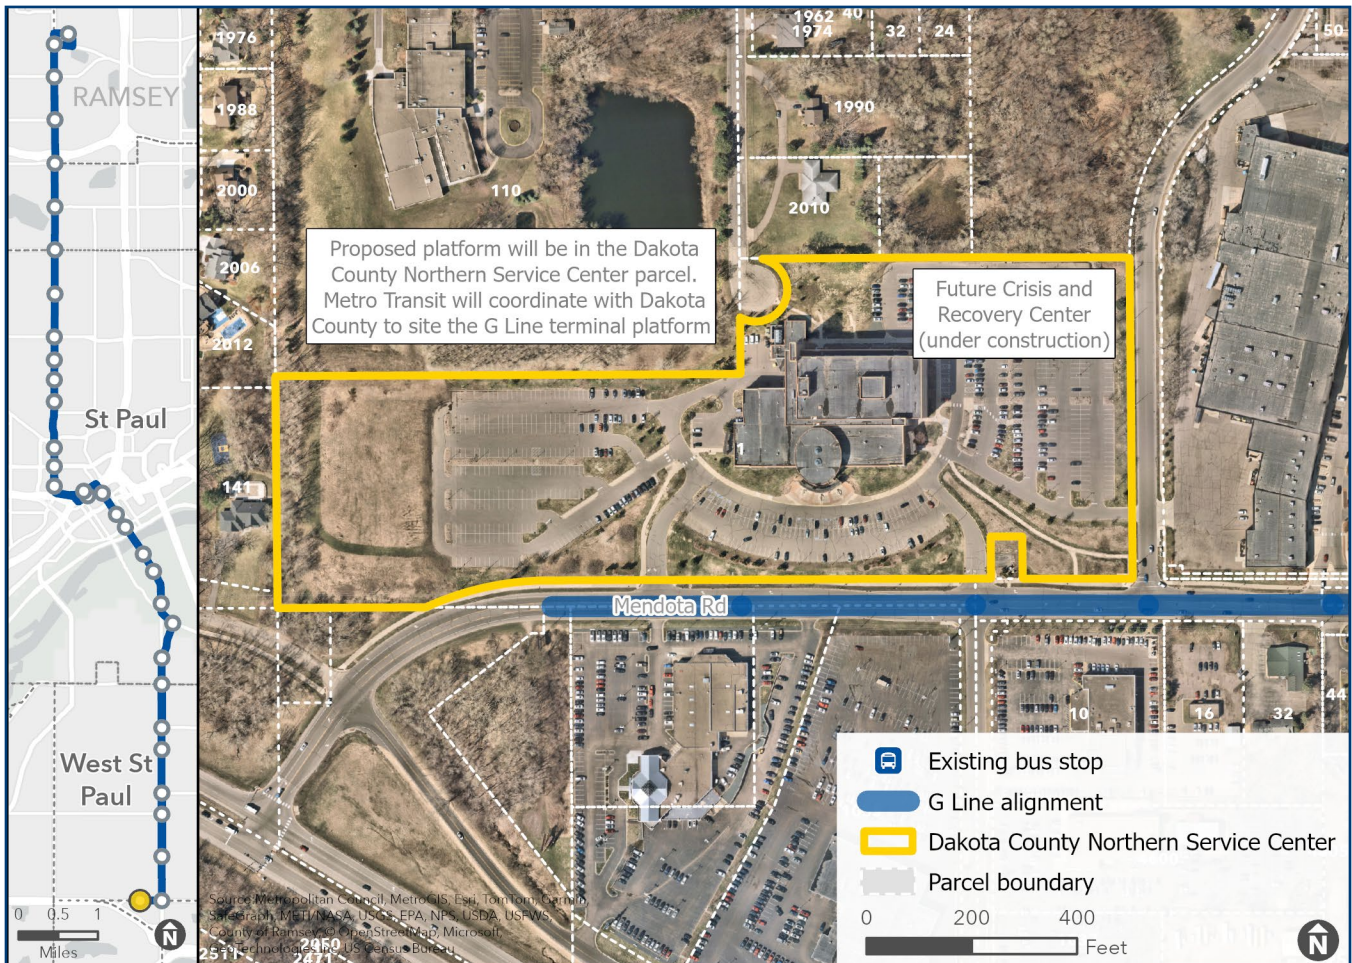 RAMSEY
St Paul
West St
Paul
0 0.5 1
Miles
N
1976
1988
2000
2006
2012
141
110
1962
40
1974
32
24
50
1990
2010
Proposed platform will be in the Dakota
County Northern Service Center parcel.
Metro Transit will coordinate with Dakota
County to site the G Line terminal platform
Future Crisis and
Recovery Center
(under construction)
Mendota Rd
10
16
32
44
Existing bus stop
G Line alignment
Dakota County Northern Service Center
Parcel boundary
0 200 400
Feet
N
Source: Metropolitan Council, MetroGIS, Esri, TomTom, Garmin,
SafeGraph, METI/NASA, USGS, EPA, NPS, USDA, USFWS,
County of Ramsey, © OpenStreetMap, Microsoft,
GeoTechnologies, Inc, US Census Bureau
2050
2511
2471